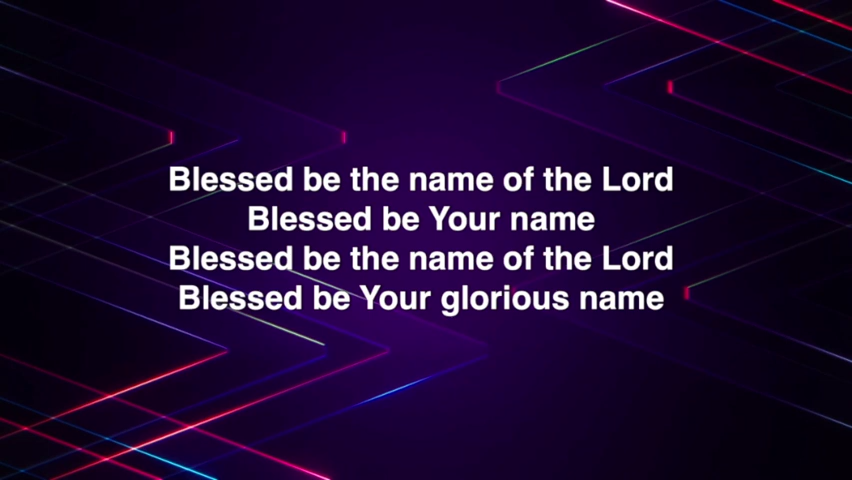 Blessed be the name of the Lord
Blessed be Your name
Blessed be the name of the Lord
Blessed be Your glorious name